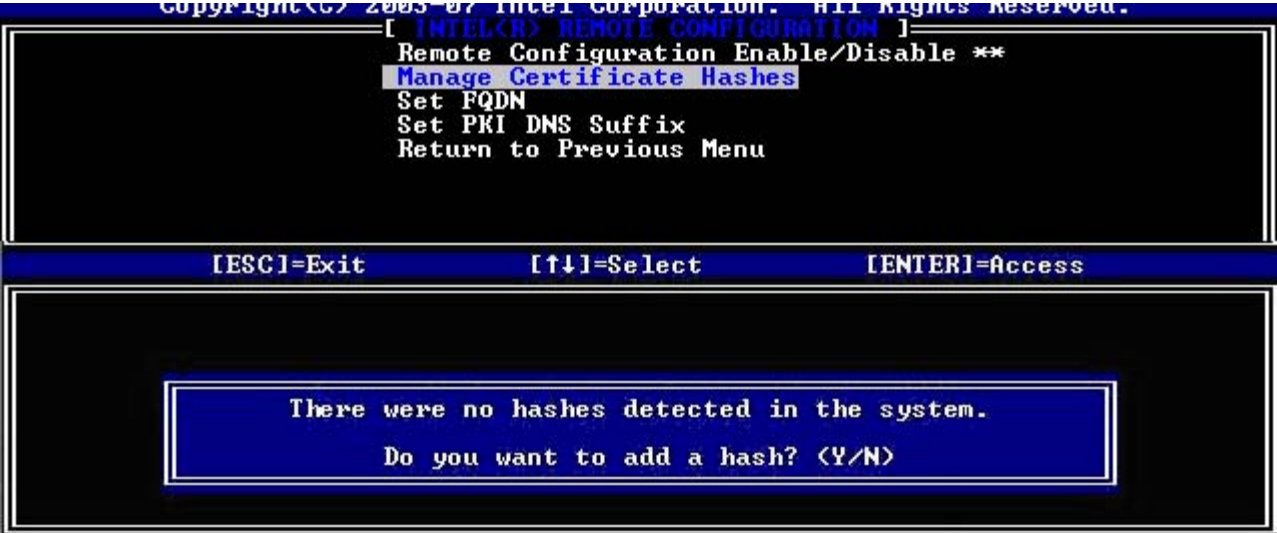 Copyright(C) 2003-07 Intel Corporation. All Rights Reserved.
[ INTEL(R) REMOTE CONFIGURATION ]
Remote Configuration Enable/Disable **
Manage Certificate Hashes
Set FQDN
Set PKI DNS Suffix
Return to Previous Menu
[ESC]=Exit [↑↓]=Select [ENTER]=Access
There were no hashes detected in the system.
Do you want to add a hash? (Y/N)